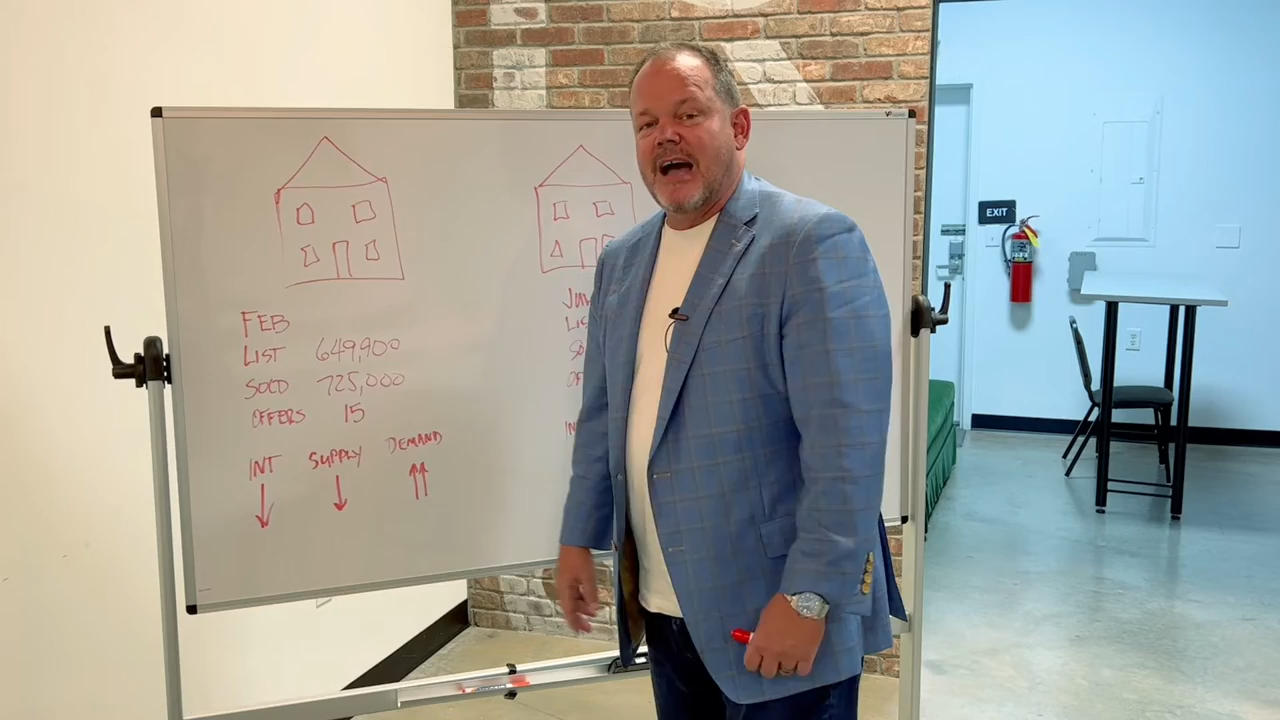 FEB
LIST 649,900
SOLD 725,000
OFFERS 15
INT SUPPLY DEMAND
EXIT